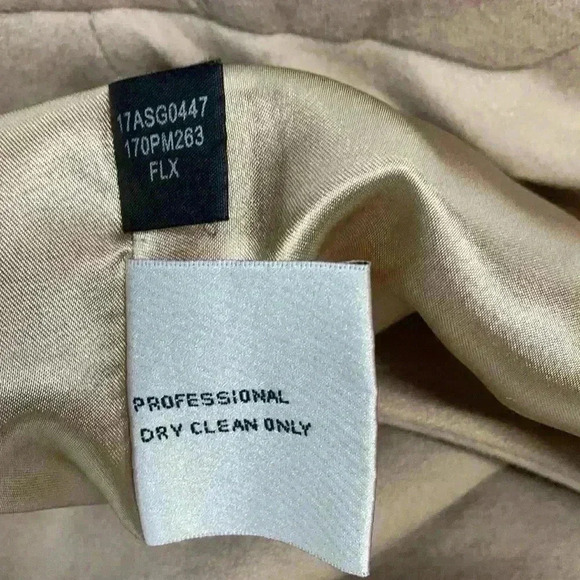 17ASG0447
170PM263
FLX
PROFESSIONAL
DRY CLEAN ONLY